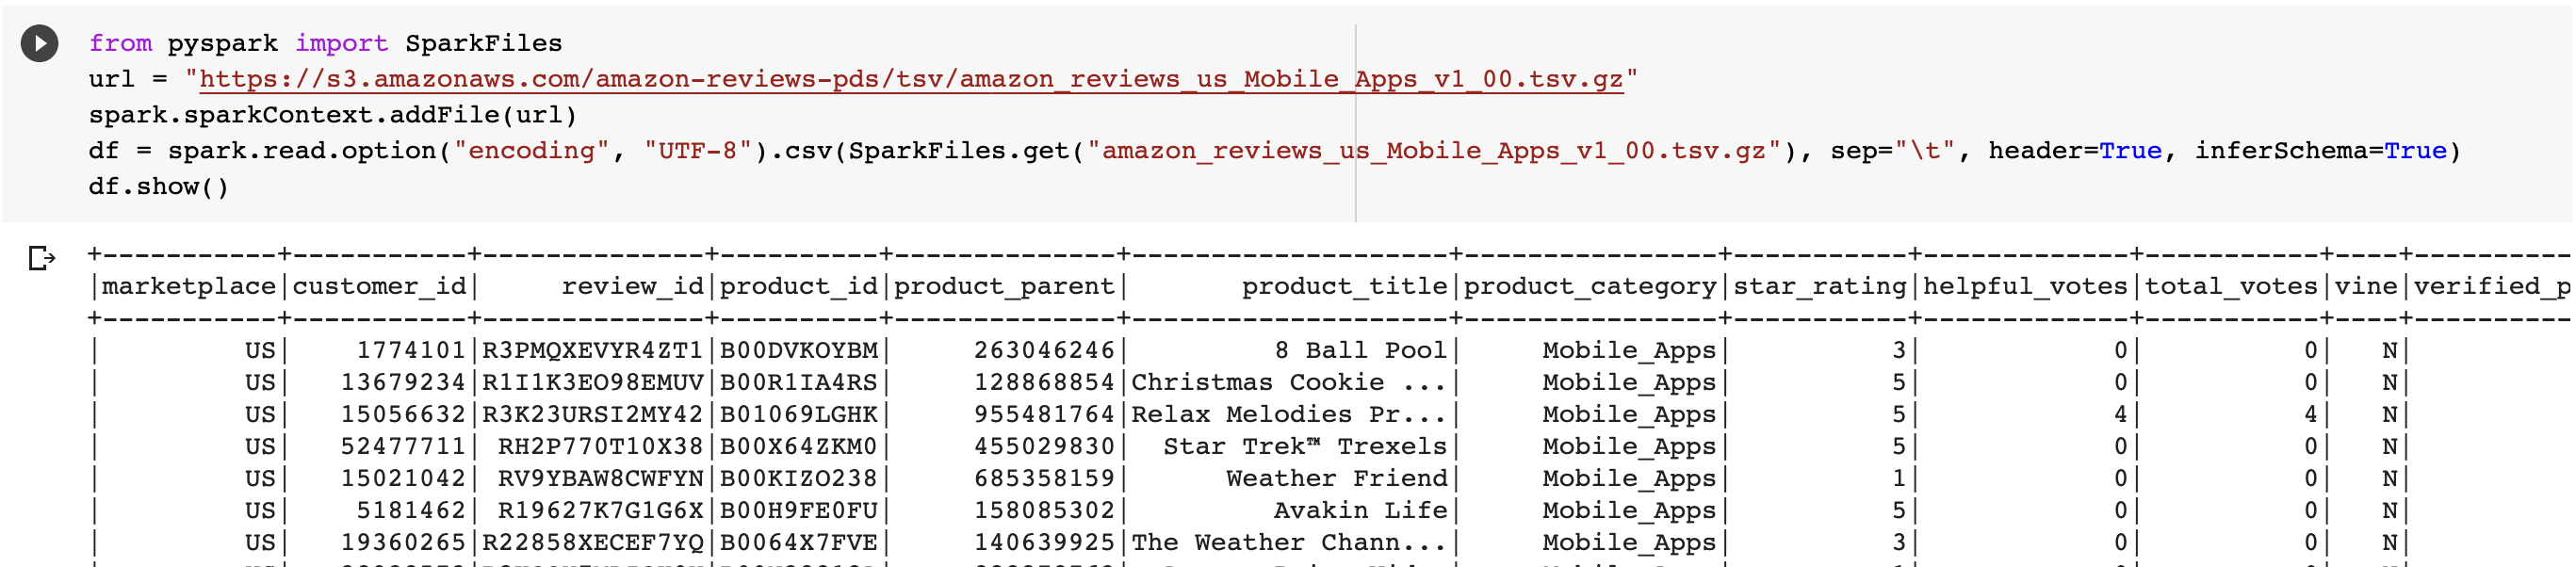 from pyspark import SparkFiles
url = "https://s3.amazonaws.com/amazon-reviews-pds/tsv/amazon_reviews_us_Mobile_Apps_v1_00.tsv.gz"
spark.sparkContext.addFile(url)
df = spark.read.option("encoding", "UTF-8").csv(SparkFiles.get("amazon_reviews_us_Mobile_Apps_v1_00.tsv.gz"), sep="\t", header=True, inferSchema=True)
df.show()
+-----------+-----------+--------------+----------+--------------+--------------------+----------------+-----------+-------------+-----------+----+----------
|marketplace|customer_id|     review_id|product_id|product_parent|       product_title|product_category|star_rating|helpful_votes|total_votes|vine|verified_p
+-----------+-----------+--------------+----------+--------------+--------------------+----------------+-----------+-------------+-----------+----+----------
|         US|    1774101|R3PMQXEVYR4ZT1|B00DVKOYBM|     263046246|         8 Ball Pool|     Mobile_Apps|          3|            0|          0|   N|
|         US|   13679234|R1I1K3EO98EMUV|B00R1IA4RS|     128868854|Christmas Cookie ...|     Mobile_Apps|          5|            0|          0|   N|
|         US|   15056632|R3K23URSI2MY42|B01069LGHK|     955481764|Relax Melodies Pr...|     Mobile_Apps|          5|            4|          4|   N|
|         US|   52477711| RH2P770T10X38|B00X64ZKM0|     455029830|  Star Trek™ Trexels|     Mobile_Apps|          5|            0|          0|   N|
|         US|   15021042| RV9YBAW8CWFYN|B00KIZO238|     685358159|      Weather Friend|     Mobile_Apps|          1|            0|          0|   N|
|         US|    5181462| R19627K7G1G6X|B00H9FE0FU|     158085302|         Avakin Life|     Mobile_Apps|          5|            0|          0|   N|
|         US|   19360265|R22858XECEF7YQ|B0064X7FVE|     140639925|The Weather Chann...|     Mobile_Apps|          3|            0|          0|   N|